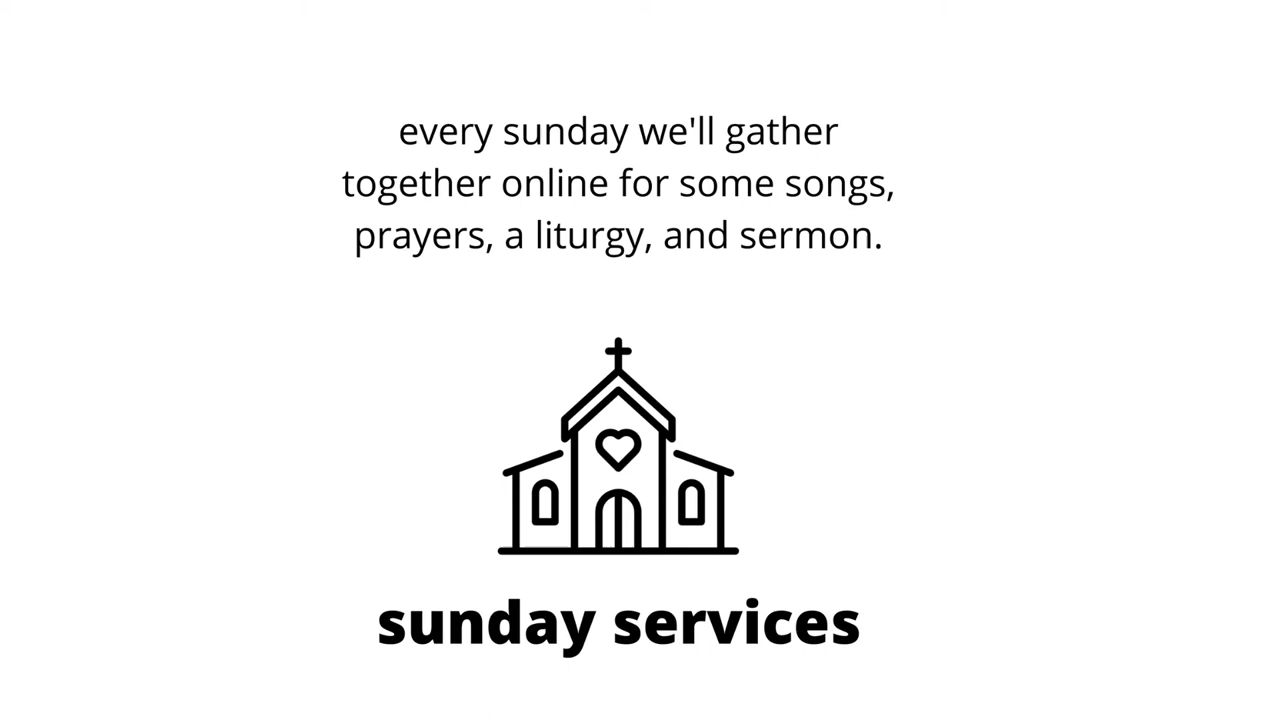 every sunday we'll gather
together online for some songs,
prayers, a liturgy, and sermon.
sunday services